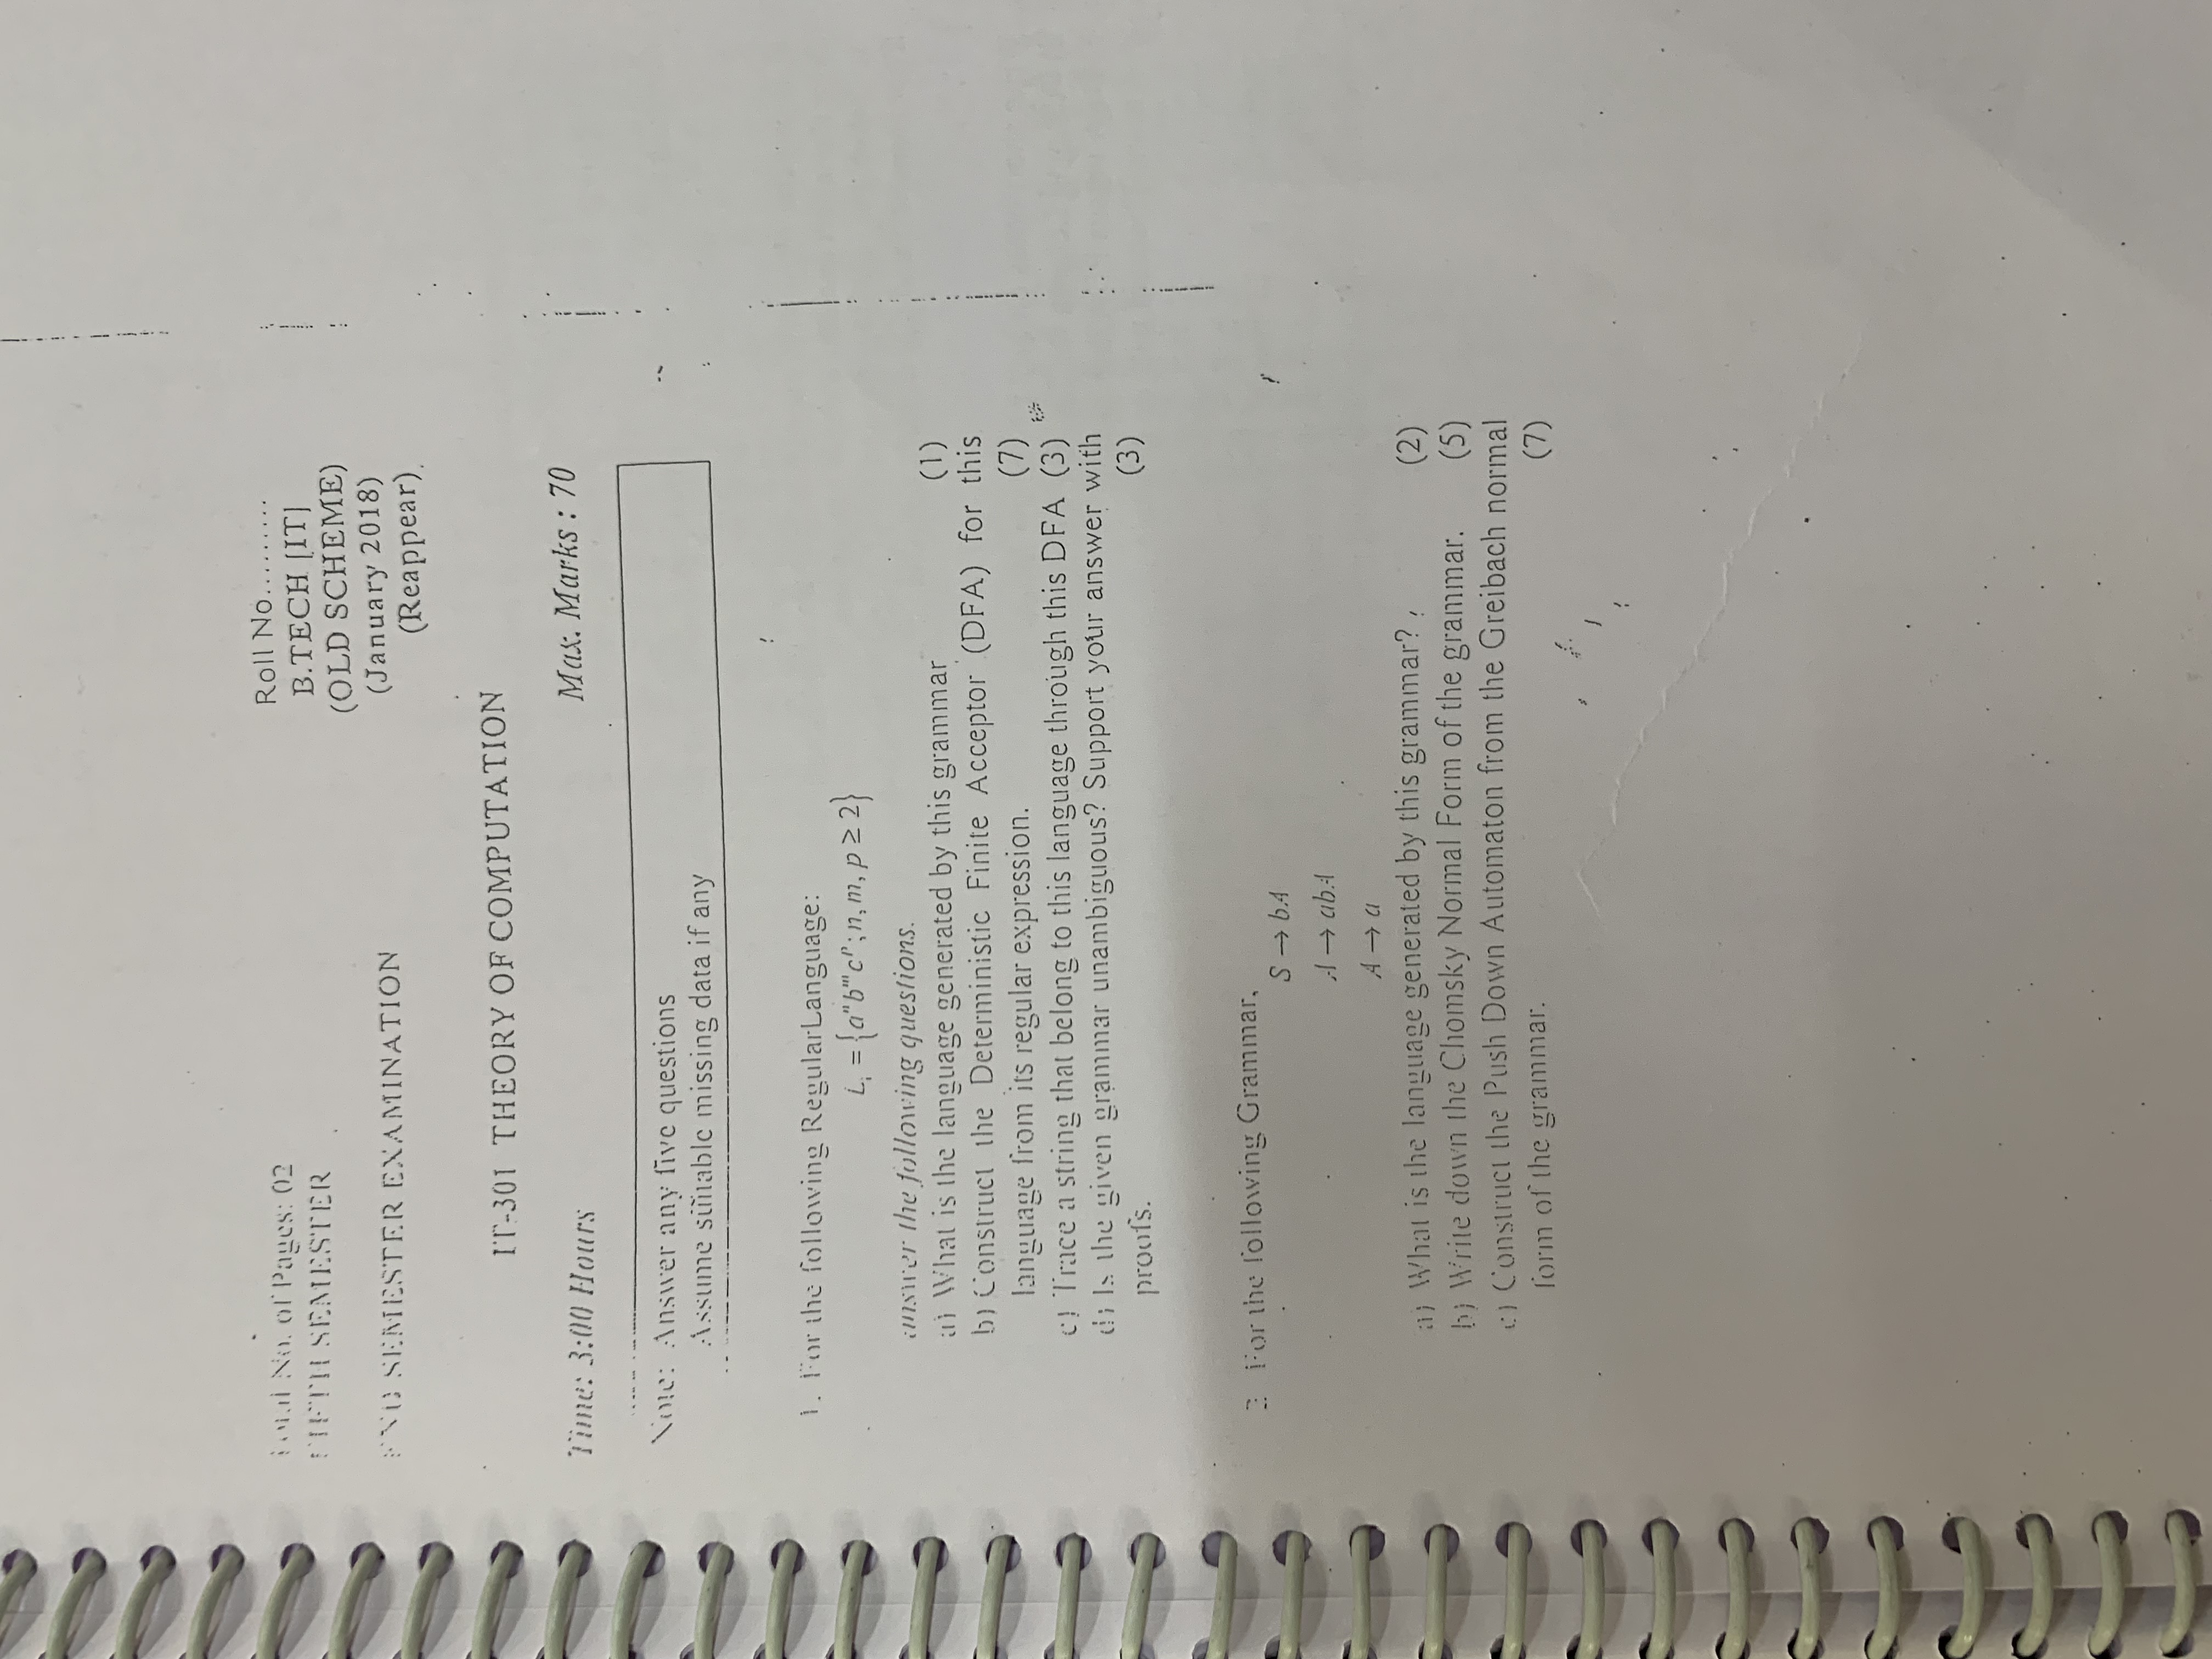 Total No. of Pages: 02
Roll No.........
FIFTH SEMESTER
B.TECH [IT]
(OLD SCHEME)
END SEMESTER EXAMINATION
(January 2018)
(Reappear)
IT-301 THEORY OF COMPUTATION
Time: 3:00 Hours
Max. Marks : 70
Note: Answer any five questions
Assume suitable missing data if any
1. For the following RegularLanguage:
L₁ = {aⁿbᵐcᵖ; n, m, p ≥ 2}
answer the following questions.
a) What is the language generated by this grammar (1)
b) Construct the Deterministic Finite Acceptor (DFA) for this
language from its regular expression. (7)
c) Trace a string that belong to this language through this DFA (3)
d) Is the given grammar unambiguous? Support your answer with
proofs. (3)
2 For the following Grammar,
S → bA
A → abA
A → a
a) What is the language generated by this grammar? (2)
b) Write down the Chomsky Normal Form of the grammar. (5)
c) Construct the Push Down Automaton from the Greibach normal
form of the grammar. (7)